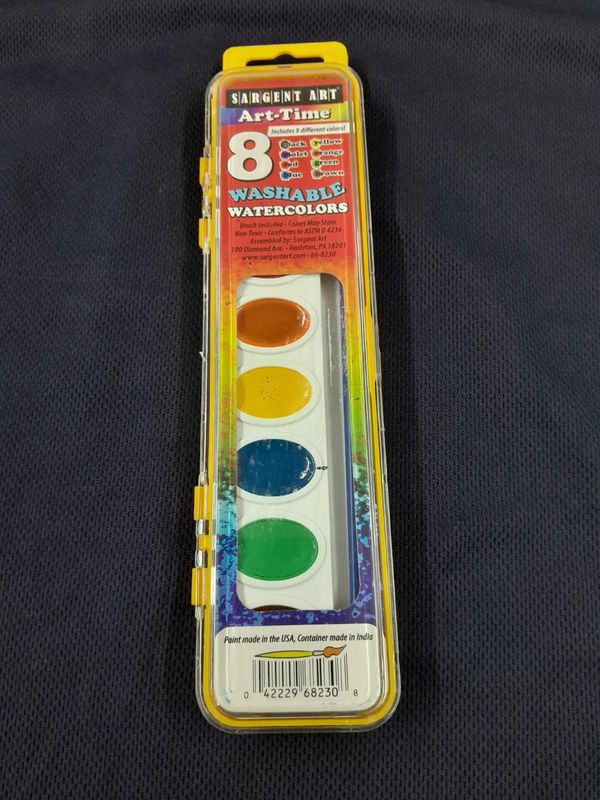 SARGENT ART
Art-Time
Includes 8 different colors!
8
black yellow
violet orange
red green
blue brown
WASHABLE
WATERCOLORS
Brush Included • Colors May Stain
Non-Toxic • Conforms to ASTM D 4236
Assembled by: Sargent Art
100 Diamond Ave. • Hazleton, PA 18201
www.sargentart.com • 66-8230
Paint made in the USA, Container made in India
0 42229 68230 8